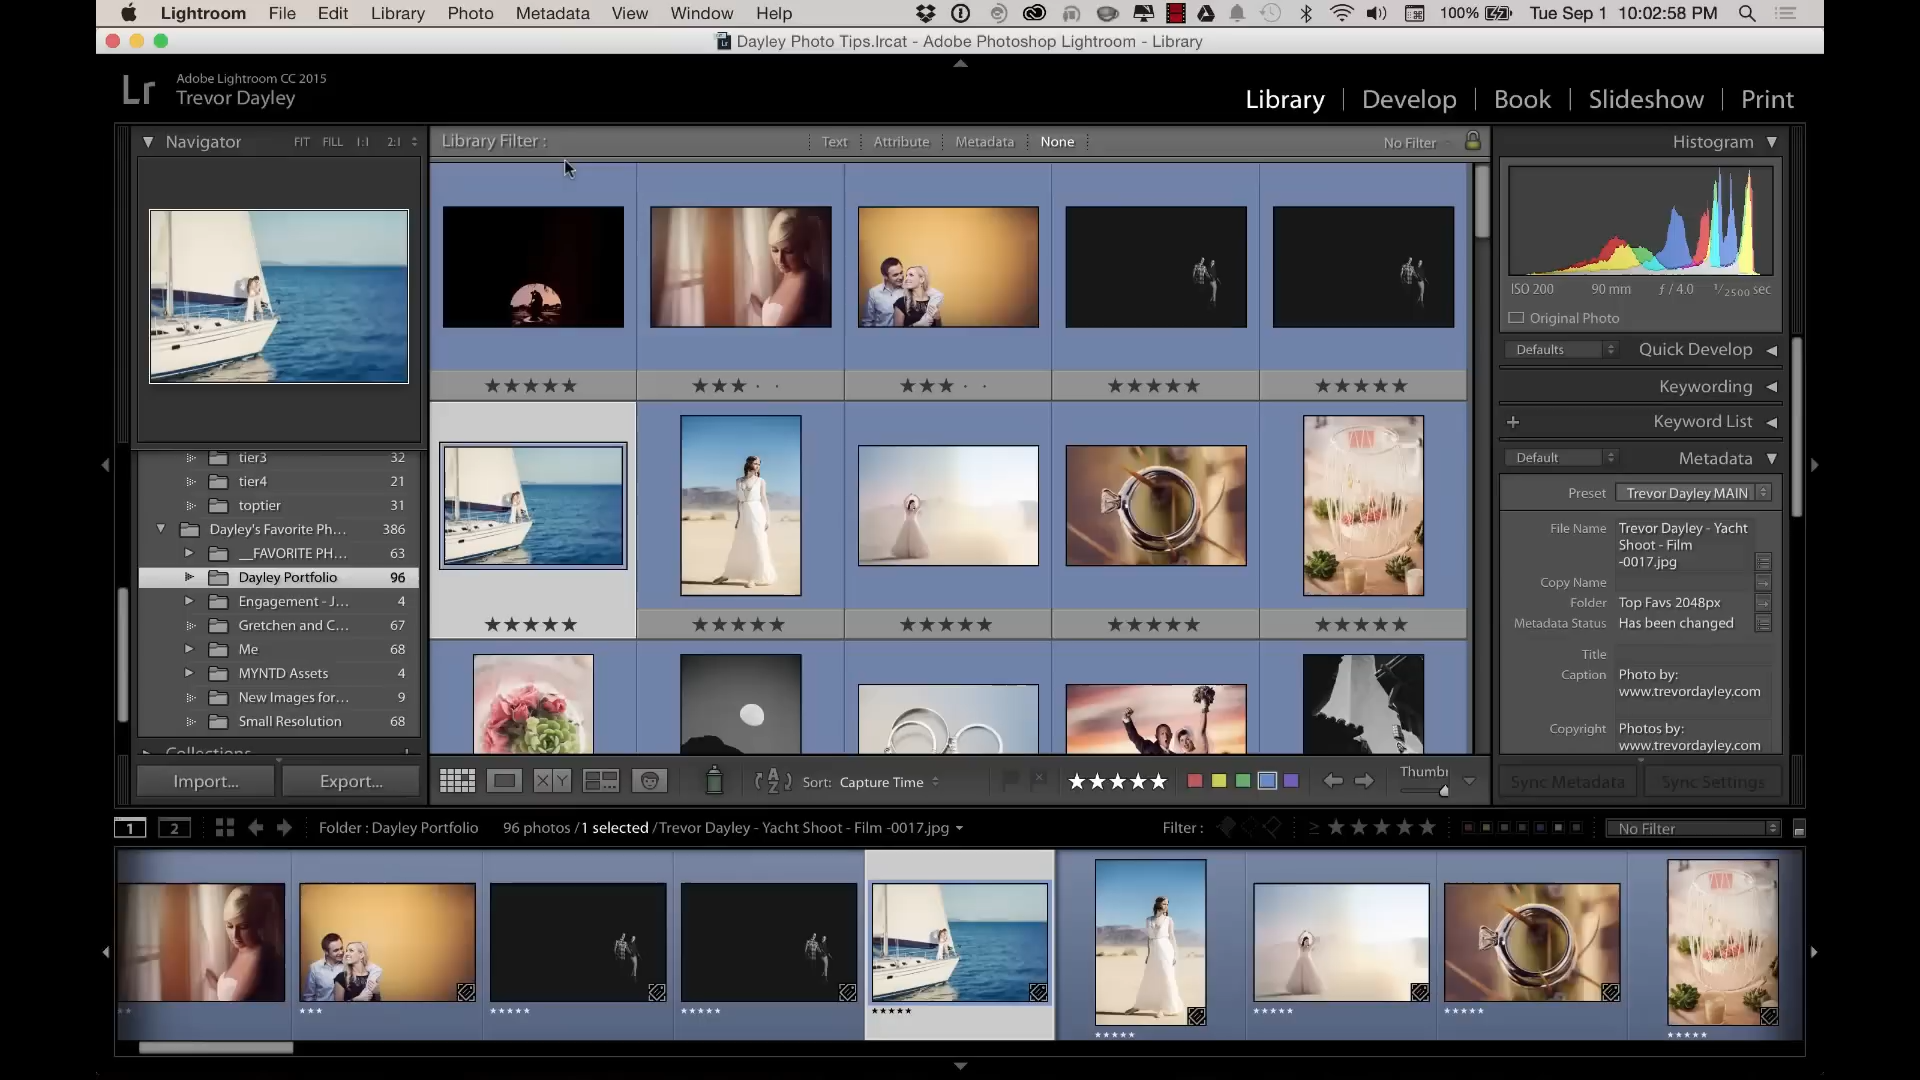 Lightroom File Edit Library Photo Metadata View Window Help 100% Tue Sep 1 10:02:58 PM
Dayley Photo Tips.lrcat - Adobe Photoshop Lightroom - Library
Lr
Adobe Lightroom CC 2015
Trevor Dayley
Library Develop Book Slideshow Print
Navigator FIT FILL 1:1 2:1
Library Filter : Text Attribute Metadata None No Filter
Histogram
ISO 200 90 mm ƒ / 4.0 1/2500 sec
Original Photo
Defaults Quick Develop
Keywording
Keyword List
Default Metadata
Preset Trevor Dayley MAIN
File Name Trevor Dayley - Yacht
Shoot - Film
-0017.jpg
Copy Name
Folder Top Favs 2048px
Metadata Status Has been changed
Title
Caption Photo by:
www.trevordayley.com
Copyright Photos by:
www.trevordayley.com
tier3 32
tier4 21
toptier 31
Dayley's Favorite Ph... 386
__FAVORITE PH... 63
Dayley Portfolio 96
Engagement - J... 4
Gretchen and C... 67
Me 68
MYNTD Assets 4
New Images for... 9
Small Resolution 68
Collections
Import... Export...
XY Sort: Capture Time Thumb
Sync Metadata Sync Settings
1 2 Folder : Dayley Portfolio 96 photos / 1 selected / Trevor Dayley - Yacht Shoot - Film -0017.jpg Filter : No Filter